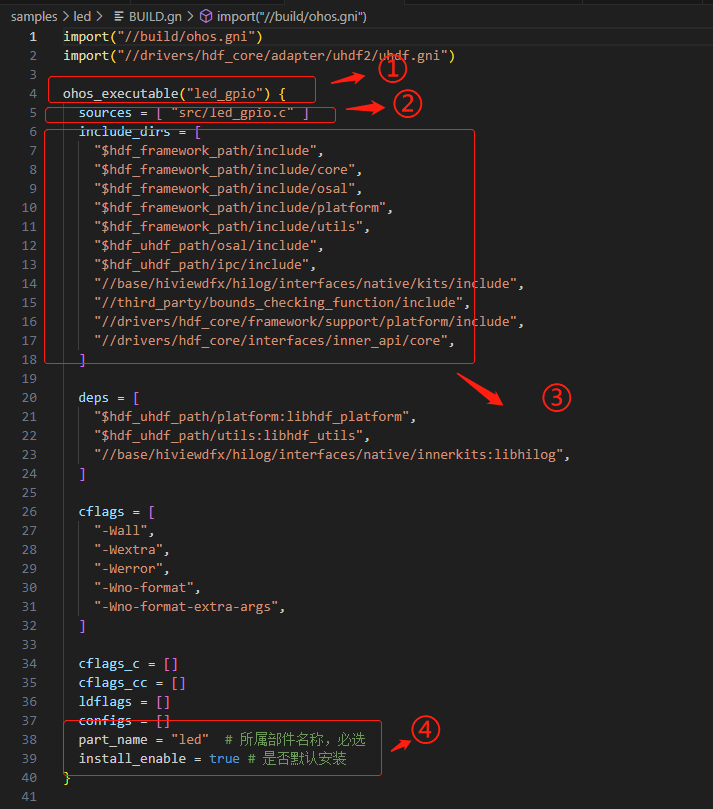 samples > led > BUILD.gn > import("//build/ohos.gni")
1 import("//build/ohos.gni")
2 import("//drivers/hdf_core/adapter/uhdf2/uhdf.gni")
3 ①
4 ohos_executable("led_gpio") {
5 sources = [ "src/led_gpio.c" ] ②
6 include_dirs = [
7 "$hdf_framework_path/include",
8 "$hdf_framework_path/include/core",
9 "$hdf_framework_path/include/osal",
10 "$hdf_framework_path/include/platform",
11 "$hdf_framework_path/include/utils",
12 "$hdf_uhdf_path/osal/include",
13 "$hdf_uhdf_path/ipc/include",
14 "//base/hiviewdfx/hilog/interfaces/native/kits/include",
15 "//third_party/bounds_checking_function/include",
16 "//drivers/hdf_core/framework/support/platform/include",
17 "//drivers/hdf_core/interfaces/inner_api/core",
18 ]
19
20 deps = [ ③
21 "$hdf_uhdf_path/platform:libhdf_platform",
22 "$hdf_uhdf_path/utils:libhdf_utils",
23 "//base/hiviewdfx/hilog/interfaces/native/innerkits:libhilog",
24 ]
25
26 cflags = [
27 "-Wall",
28 "-Wextra",
29 "-Werror",
30 "-Wno-format",
31 "-Wno-format-extra-args",
32 ]
33
34 cflags_c = []
35 cflags_cc = []
36 ldflags = []
37 configs = []
38 part_name = "led" # 所属部件名称，必选 ④
39 install_enable = true # 是否默认安装
40 }
41